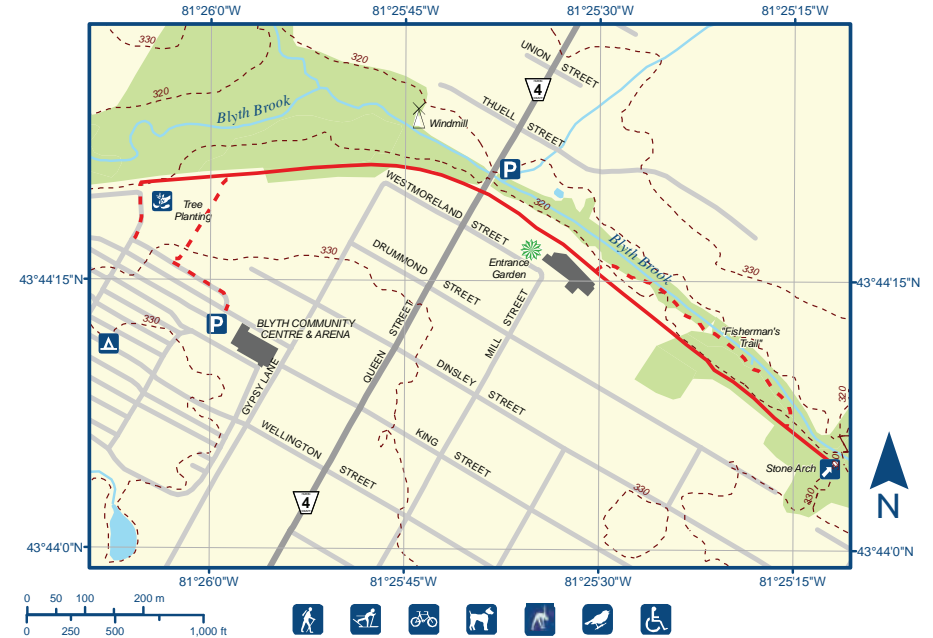 81°26'0"W 81°25'45"W 81°25'30"W 81°25'15"W
330
320
UNION STREET
4
320
Blyth Brook
THUELL STREET
Windmill
P
WESTMORELAND STREET
320
Tree
Planting
DRUMMOND STREET
330
Entrance
Garden
Blyth Brook
330
43°44'15"N 43°44'15"N
330
P
BLYTH COMMUNITY
CENTRE & ARENA
QUEEN STREET
MILL STREET
"Fisherman's
Trail"
GYPSY LANE
DINSLEY STREET
320
WELLINGTON STREET
KING STREET
Stone Arch
330
330
4
N
43°44'0"N 43°44'0"N
81°26'0"W 81°25'45"W 81°25'30"W 81°25'15"W
0 50 100 200 m
0 250 500 1,000 ft